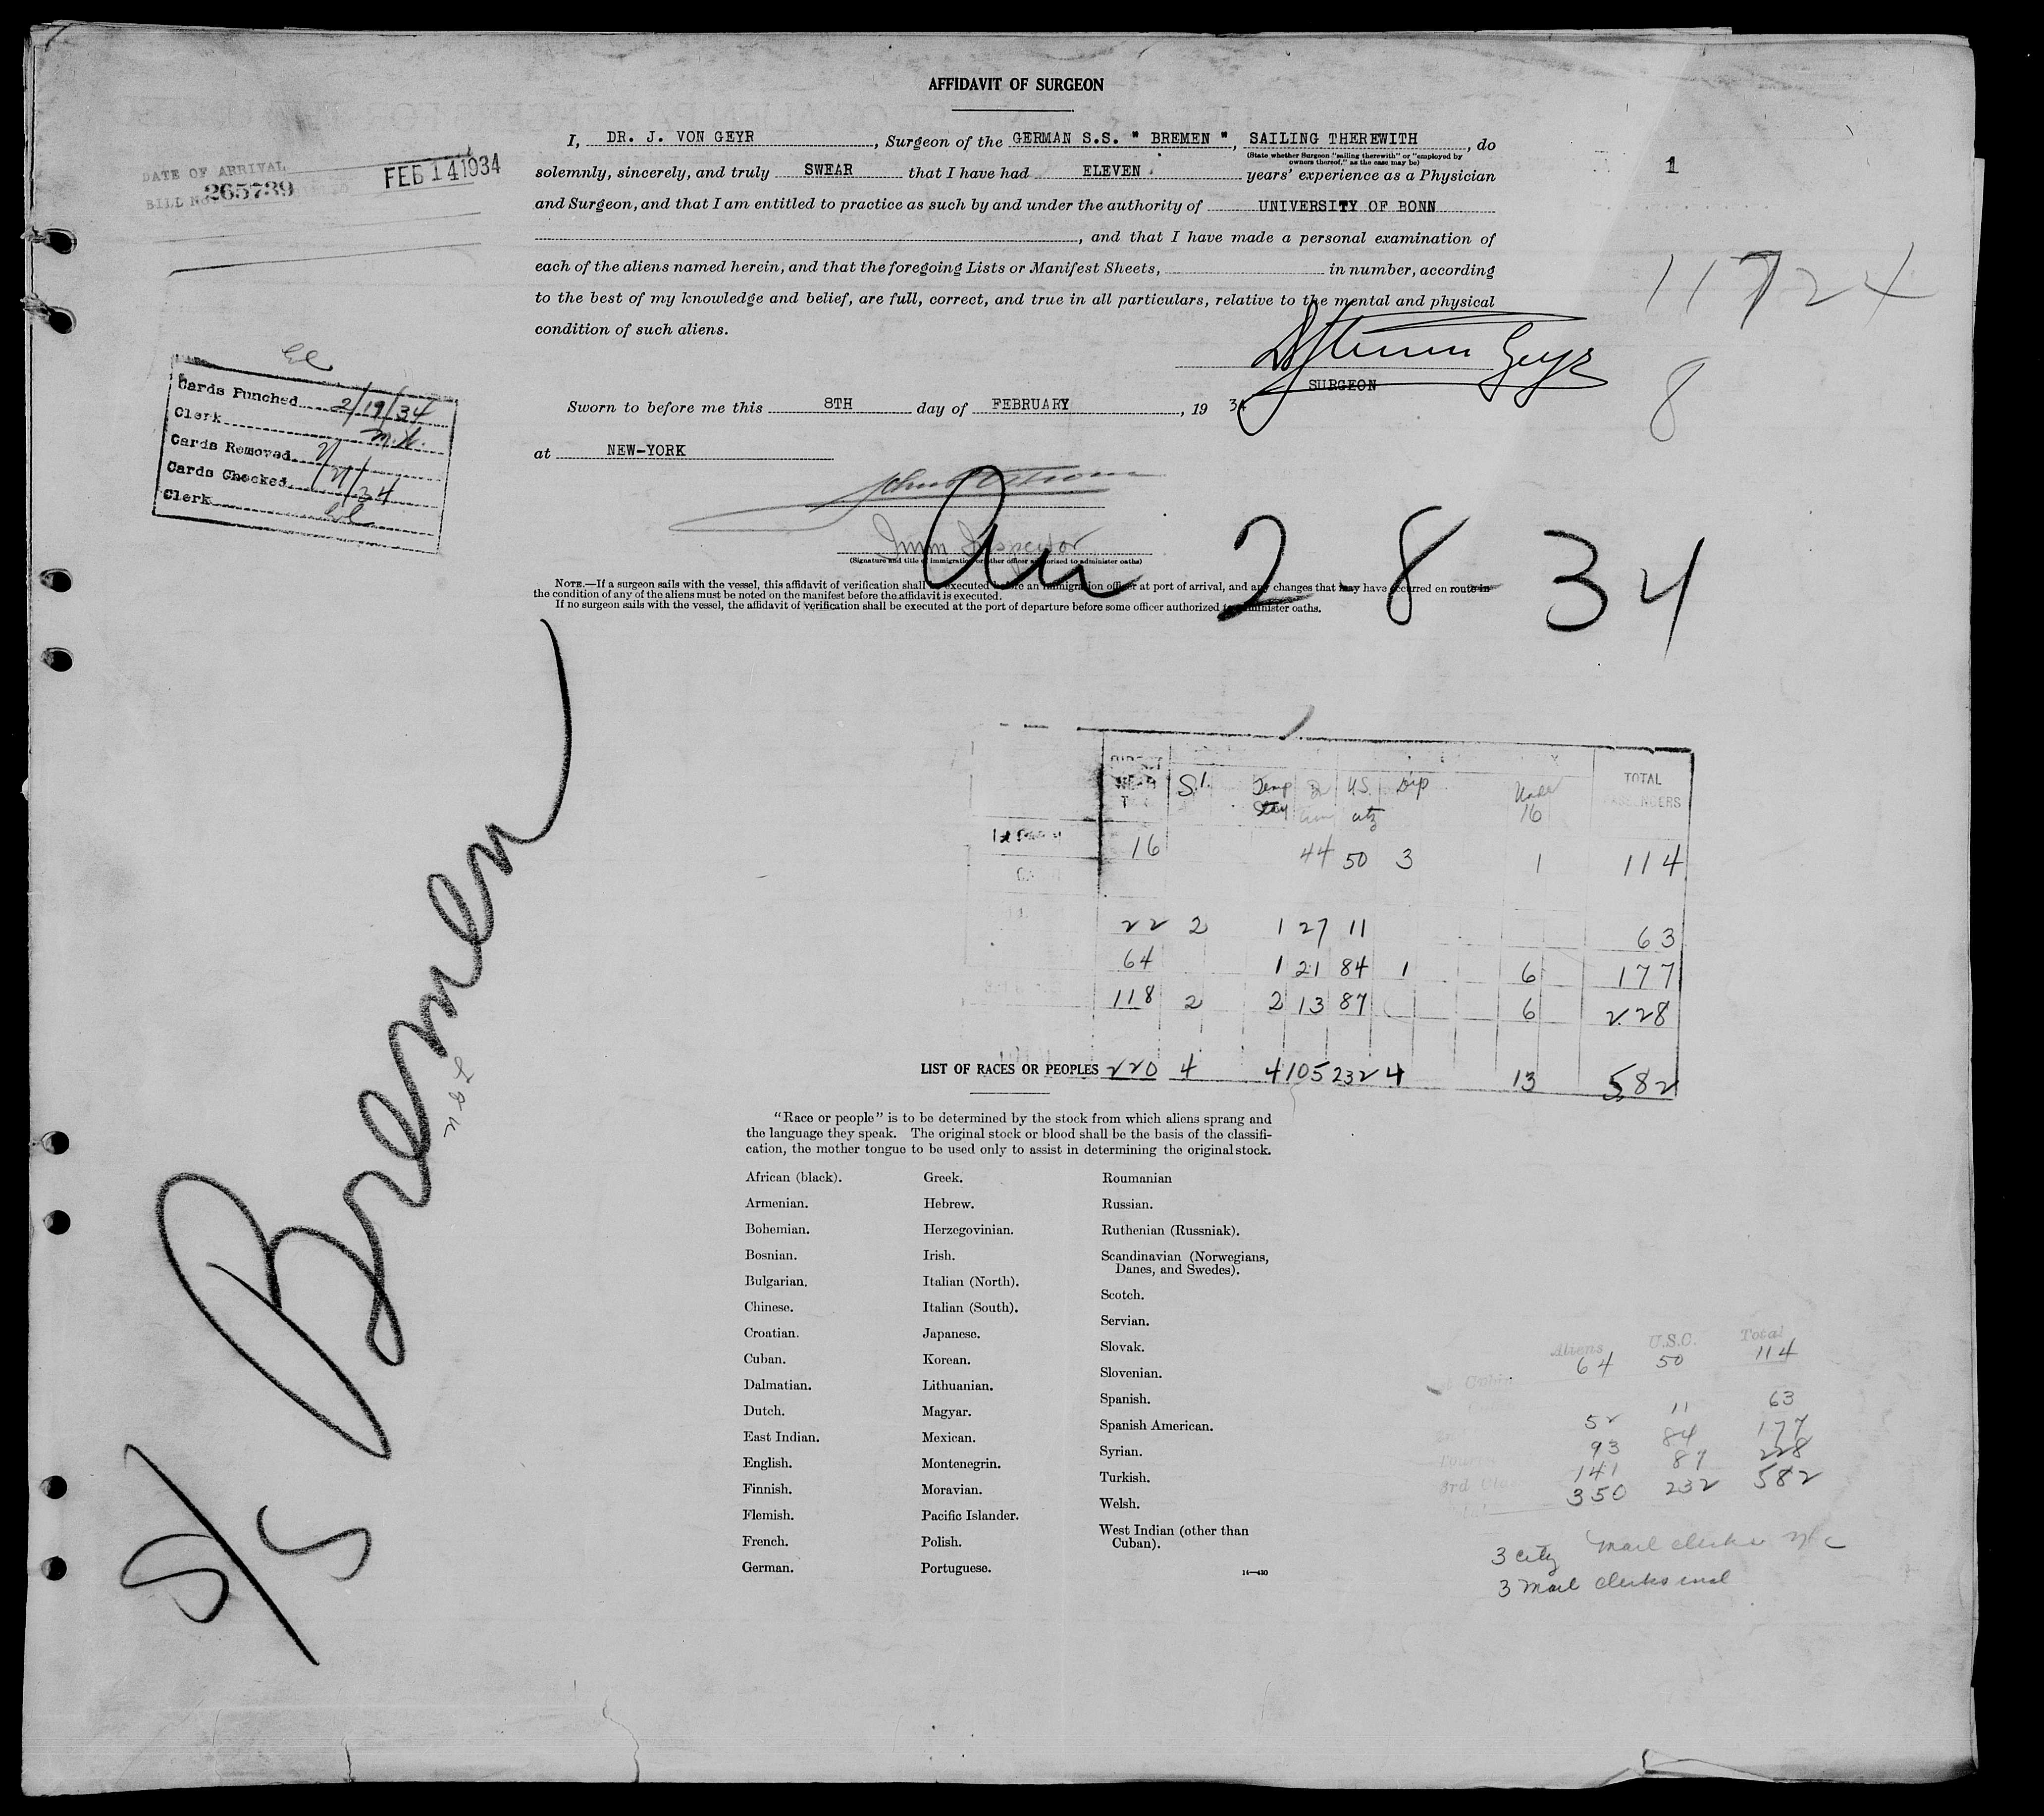 AFFIDAVIT OF SURGEON
I, DR. J. VON GEYR, Surgeon of the GERMAN S.S. " BREMEN ", SAILING THEREWITH, do
(State whether Surgeon "sailing therewith" or "employed by
owners thereof," as the case may be)
solemnly, sincerely, and truly SWEAR that I have had ELEVEN years' experience as a Physician
and Surgeon, and that I am entitled to practice as such by and under the authority of UNIVERSITY OF BONN
, and that I have made a personal examination of
each of the aliens named herein, and that the foregoing Lists or Manifest Sheets, in number, according
to the best of my knowledge and belief, are full, correct, and true in all particulars, relative to the mental and physical
condition of such aliens.
DATE OF ARRIVAL FEB 14 1934
BILL No. 265739
1
11724
8
SURGEON
Sworn to before me this 8TH day of FEBRUARY, 1934
at NEW-YORK
Cards Punched 2/19/34
Clerk M.K.
Cards Removed
Cards Checked 34
Clerk
Imm Inspector
(Signature and title of immigration or other officer authorized to administer oaths)
2 8 34
NOTE.—If a surgeon sails with the vessel, this affidavit of verification shall be executed before an immigration officer at port of arrival, and any changes that may have occurred en route in
the condition of any of the aliens must be noted on the manifest before the affidavit is executed.
If no surgeon sails with the vessel, the affidavit of verification shall be executed at the port of departure before some officer authorized to administer oaths.
S/S Bremen
S.I. Temp Stay U.S. citz Dip Under 16 TOTAL PASSENGERS
16 44 50 3 1 114
22 2 1 27 11 63
64 1 21 84 1 6 177
118 2 2 13 87 6 228
220 4 4 105 232 4 13 582
LIST OF RACES OR PEOPLES
"Race or people" is to be determined by the stock from which aliens sprang and
the language they speak. The original stock or blood shall be the basis of the classifi-
cation, the mother tongue to be used only to assist in determining the original stock.
African (black).
Armenian.
Bohemian.
Bosnian.
Bulgarian.
Chinese.
Croatian.
Cuban.
Dalmatian.
Dutch.
East Indian.
English.
Finnish.
Flemish.
French.
German.
Greek.
Hebrew.
Herzegovinian.
Irish.
Italian (North).
Italian (South).
Japanese.
Korean.
Lithuanian.
Magyar.
Mexican.
Montenegrin.
Moravian.
Pacific Islander.
Polish.
Portuguese.
Roumanian
Russian.
Ruthenian (Russniak).
Scandinavian (Norwegians,
Danes, and Swedes).
Scotch.
Servian.
Slovak.
Slovenian.
Spanish.
Spanish American.
Syrian.
Turkish.
Welsh.
West Indian (other than
Cuban).
14—430
Aliens U.S.C. Total
64 50 114
52 11 63
93 84 177
3rd 141 87 228
350 232 582
3 city Mail clerks
3 Mail clerks